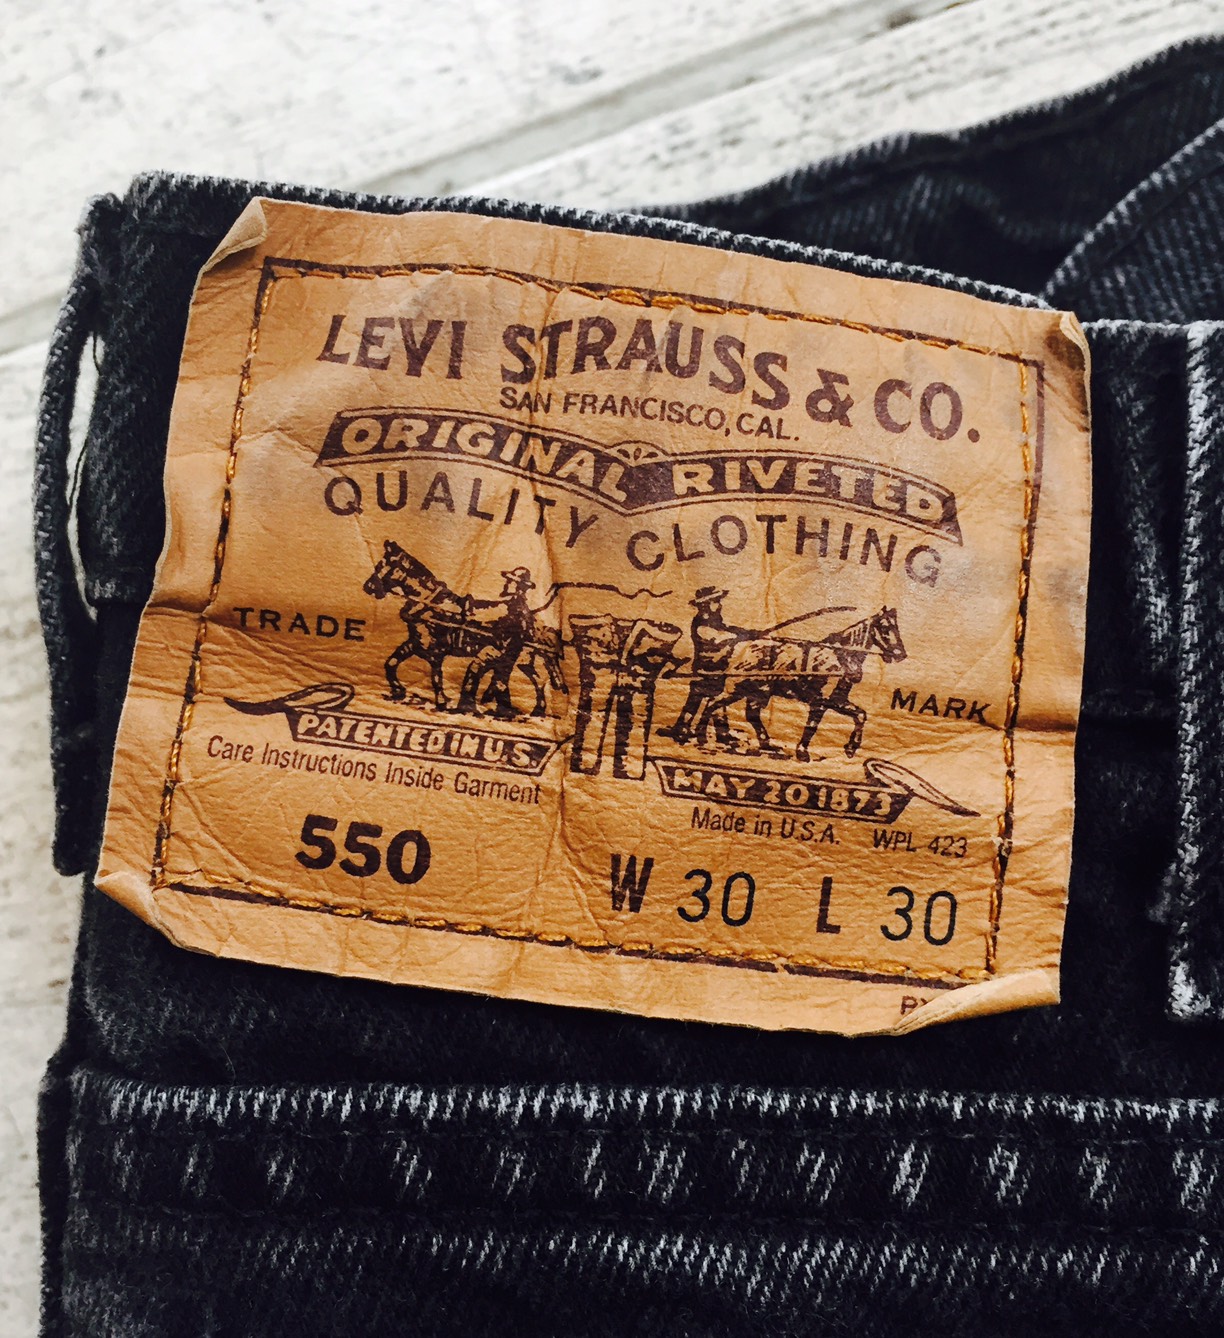 LEVI STRAUSS & CO.
SAN FRANCISCO, CAL.
ORIGINAL RIVETED
QUALITY CLOTHING
TRADE MARK
PATENTED IN U.S. MAY 20 1873
Care Instructions Inside Garment Made in U.S.A. WPL 423
550 W 30 L 30